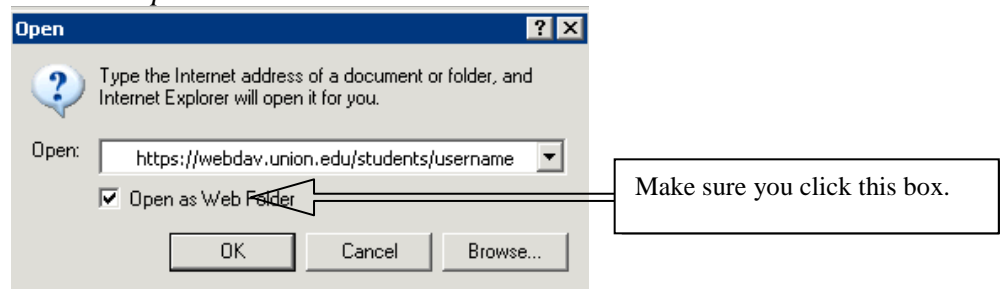 Open
Type the Internet address of a document or folder, and
Internet Explorer will open it for you.
Open: https://webdav.union.edu/students/username
Open as Web Folder
Make sure you click this box.
OK Cancel Browse...